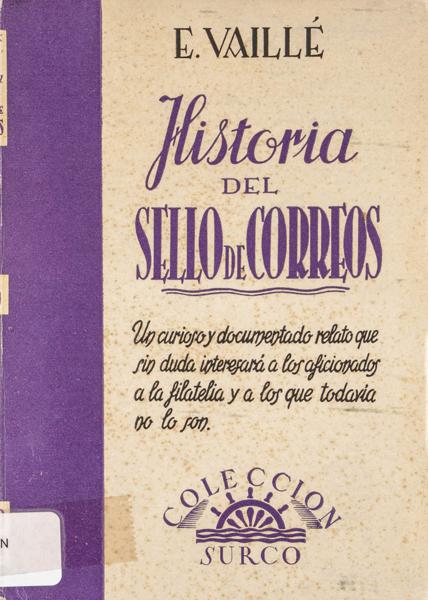 E. VAILLÉ
Historia
DEL
SELLO DE CORREOS
Un curioso y documentado relato que
sin duda interesará a los aficionados
a la filatelia y a los que todavía
no lo son.
COLECCION
SURCO
N